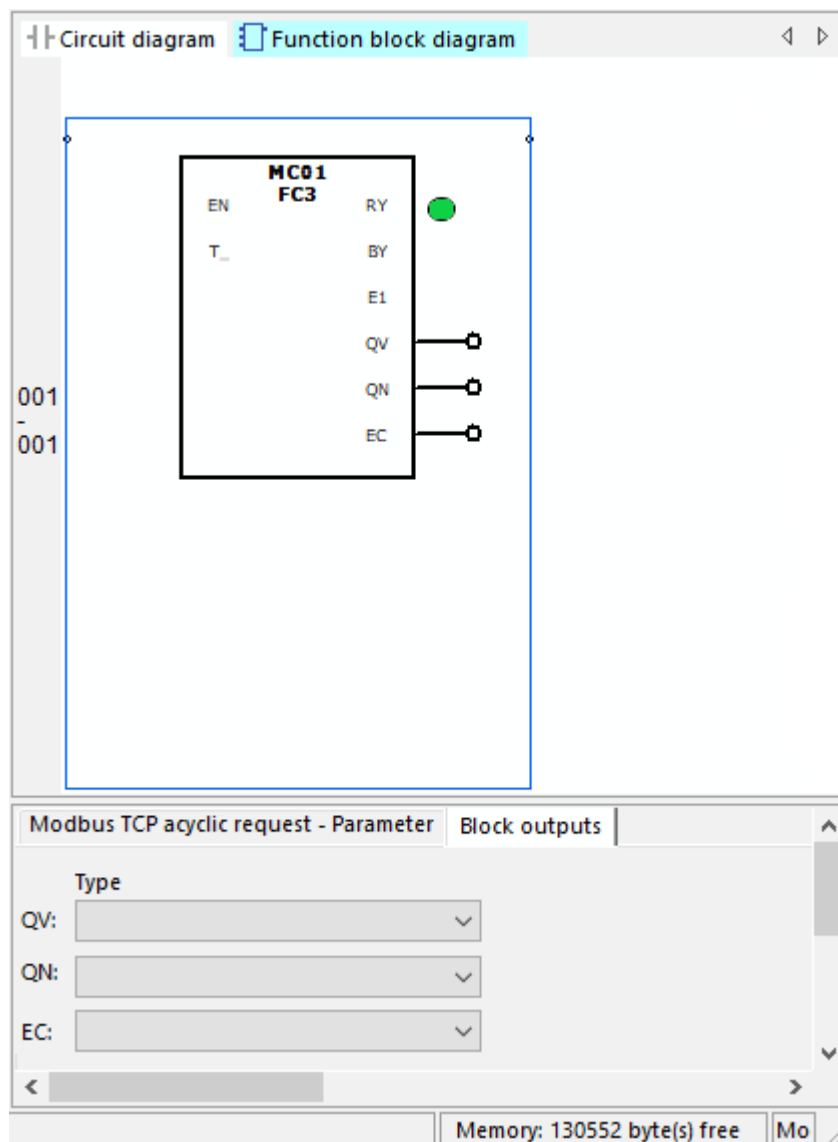 Circuit diagram Function block diagram
MC01
FC3
EN RY
T_ BY
E1
QV
QN
EC
001
-
001
Modbus TCP acyclic request - Parameter Block outputs
Type
QV:
QN:
EC:
Memory: 130552 byte(s) free Mo